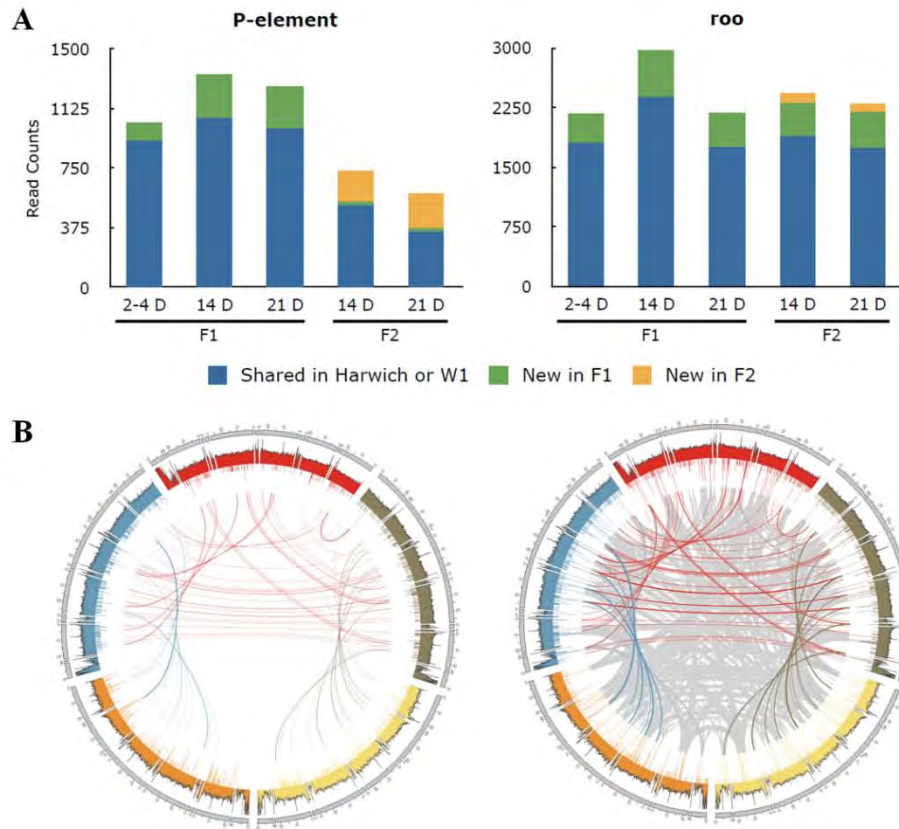 A
P-element
roo
Read Counts
1500
1125
750
375
0
2-4 D 14 D 21 D 14 D 21 D
F1 F2
3000
2250
1500
750
0
2-4 D 14 D 21 D 14 D 21 D
F1 F2
Shared in Harwich or W1 New in F1 New in F2
B